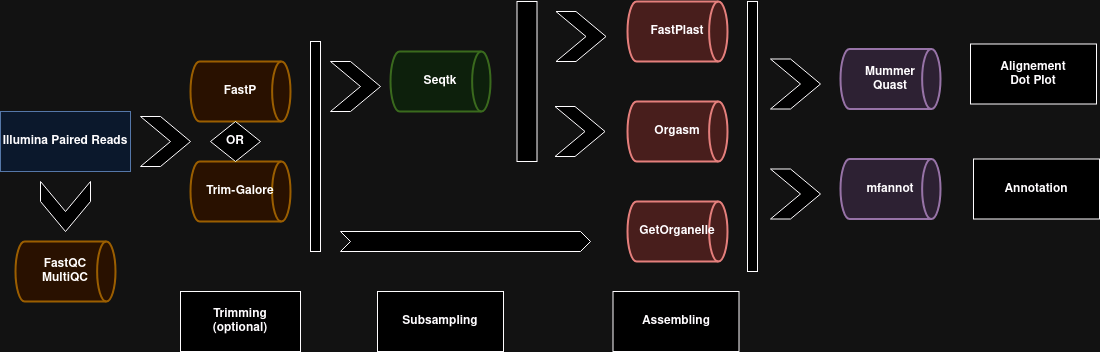 Illumina Paired Reads
FastQC
MultiQC
FastP
OR
Trim-Galore
Trimming
(optional)
Seqtk
Subsampling
FastPlast
Orgasm
GetOrganelle
Assembling
Mummer
Quast
mfannot
Alignement
Dot Plot
Annotation